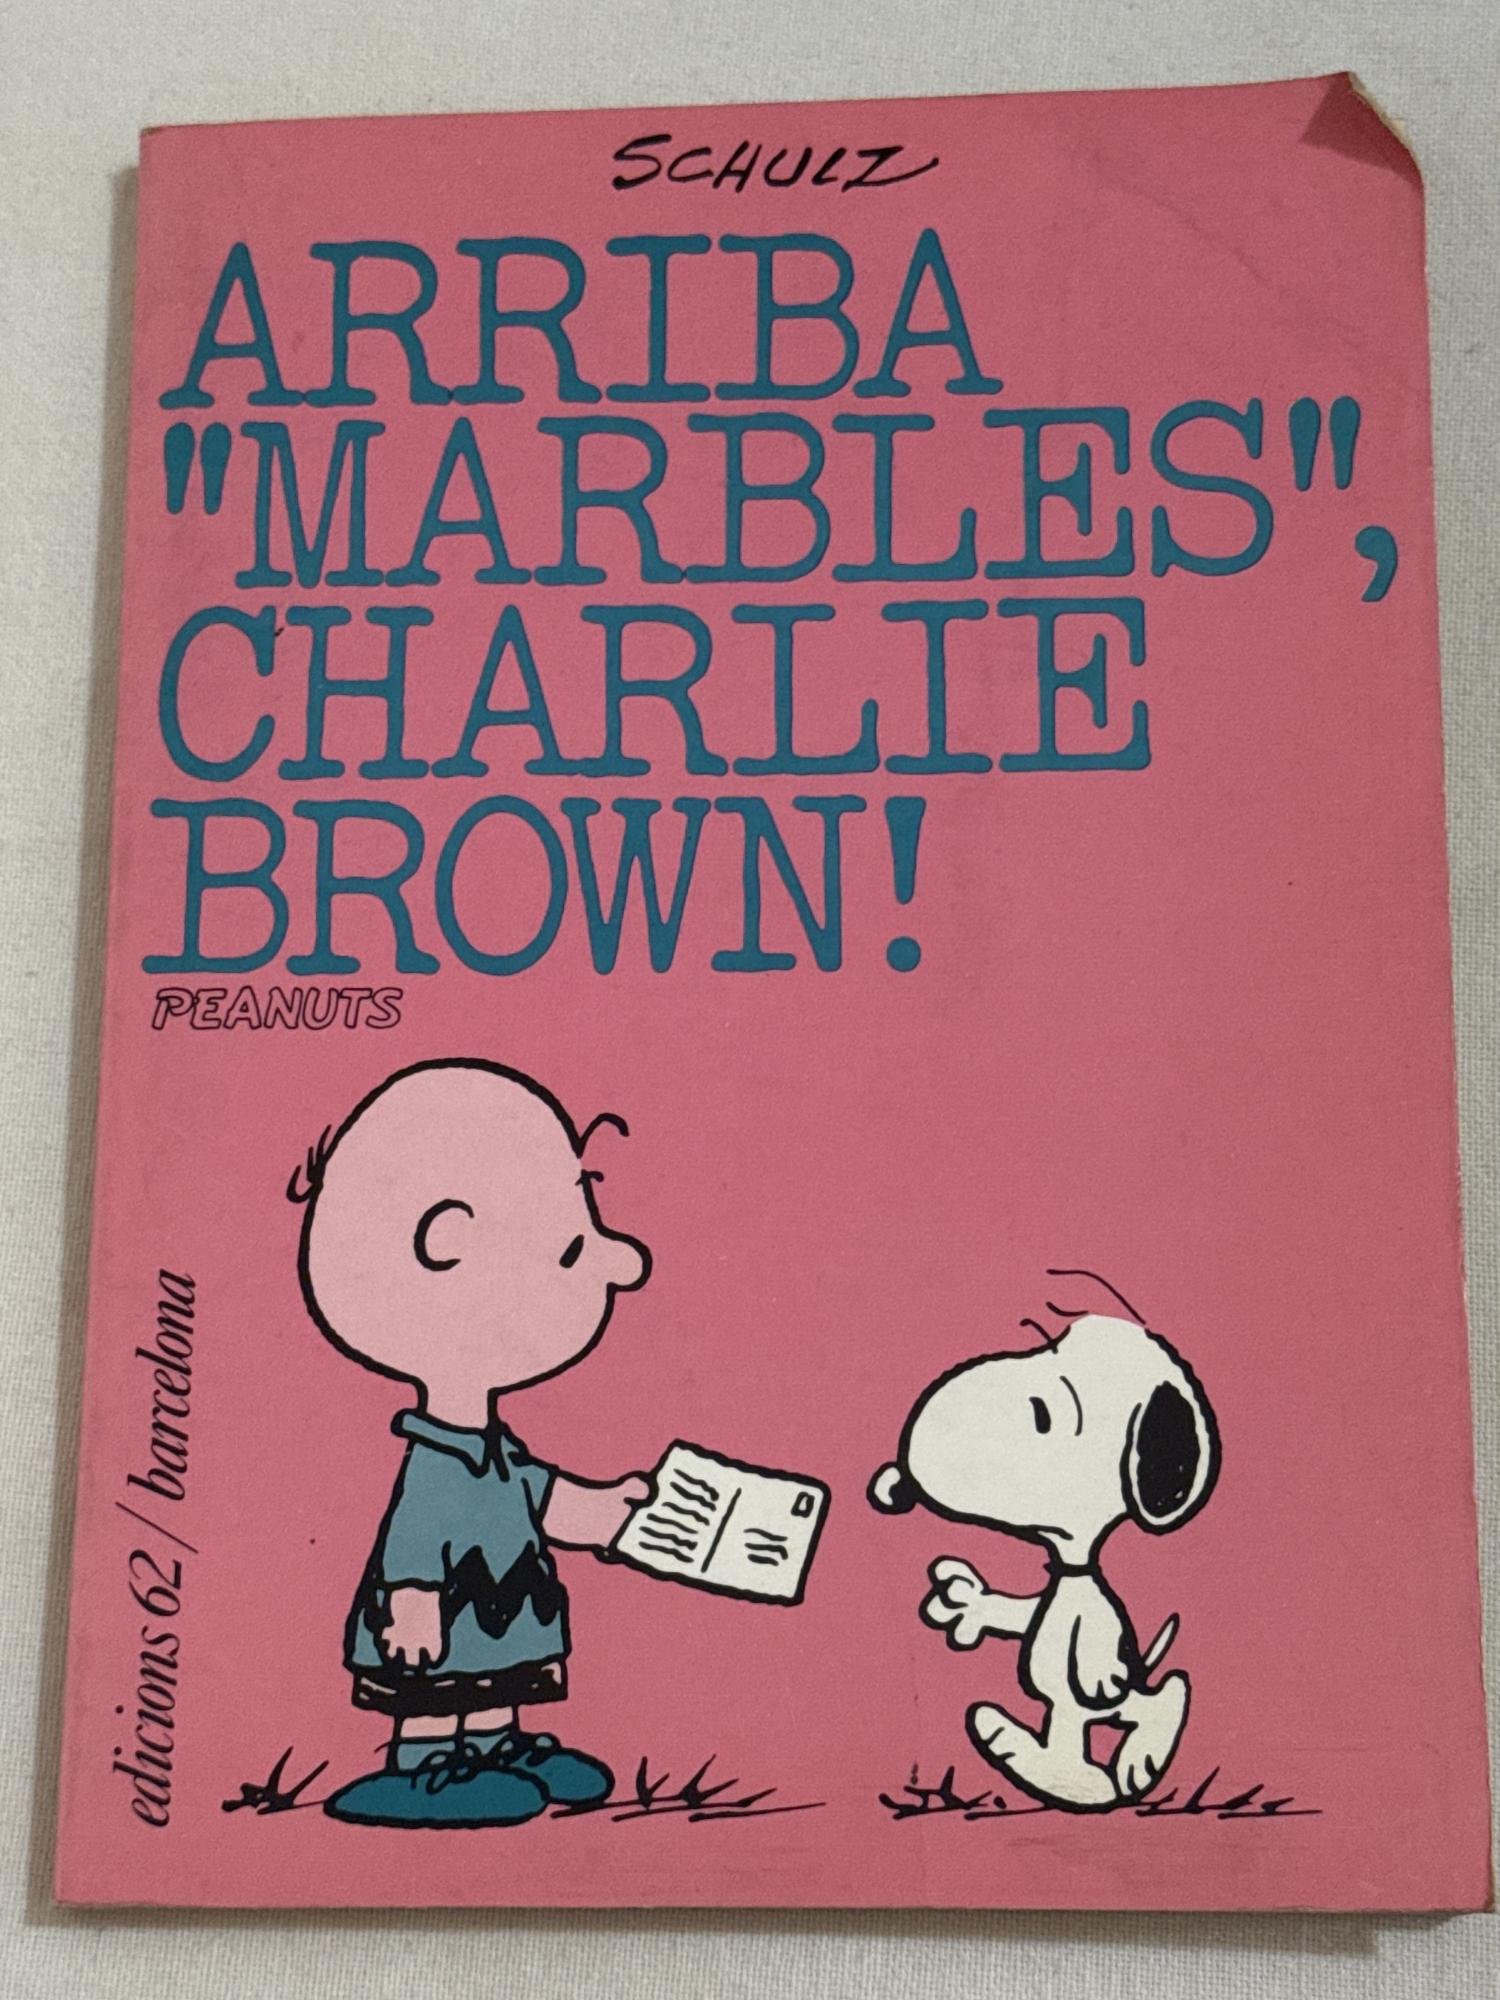 SCHULZ
ARRIBA
"MARBLES",
CHARLIE
BROWN!
PEANUTS
edicions 62 / barcelona